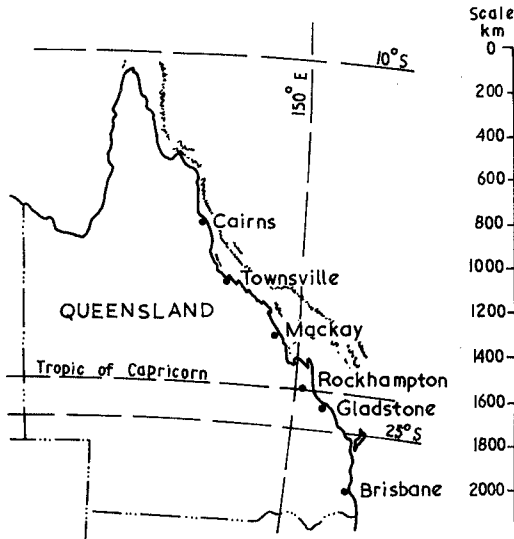 Scale
km
0
10°S
150°E
200
400
600
Cairns
800
Townsville
1000
QUEENSLAND
1200
Mackay
1400
Tropic of Capricorn
Rockhampton
1600
Gladstone
25°S
1800
Brisbane
2000